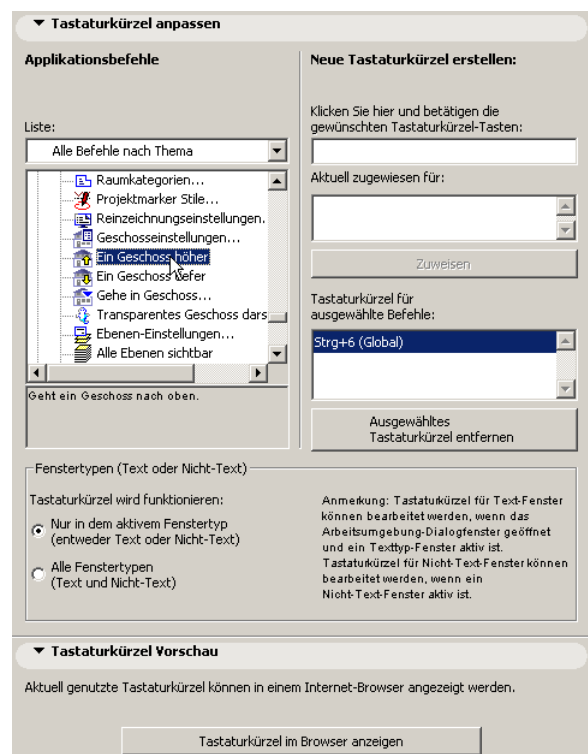 Tastaturkürzel anpassen
Applikationsbefehle
Liste:
Alle Befehle nach Thema
Raumkategorien...
Projektmarker Stile...
Reinzeichnungseinstellungen.
Geschosseinstellungen...
Ein Geschoss höher
Ein Geschoss tiefer
Gehe in Geschoss...
Transparentes Geschoss dars
Ebenen-Einstellungen...
Alle Ebenen sichtbar
Geht ein Geschoss nach oben.
Neue Tastaturkürzel erstellen:
Klicken Sie hier und betätigen die
gewünschten Tastaturkürzel-Tasten:
Aktuell zugewiesen für:
Zuweisen
Tastaturkürzel für
ausgewählte Befehle:
Strg+6 (Global)
Ausgewähltes
Tastaturkürzel entfernen
Fenstertypen (Text oder Nicht-Text)
Tastaturkürzel wird funktionieren:
Nur in dem aktivem Fenstertyp
(entweder Text oder Nicht-Text)
Alle Fenstertypen
(Text und Nicht-Text)
Anmerkung: Tastaturkürzel für Text-Fenster
können bearbeitet werden, wenn das
Arbeitsumgebung-Dialogfenster geöffnet
und ein Texttyp-Fenster aktiv ist.
Tastaturkürzel für Nicht-Text-Fenster können
bearbeitet werden, wenn ein
Nicht-Text-Fenster aktiv ist.
Tastaturkürzel Vorschau
Aktuell genutzte Tastaturkürzel können in einem Internet-Browser angezeigt werden.
Tastaturkürzel im Browser anzeigen